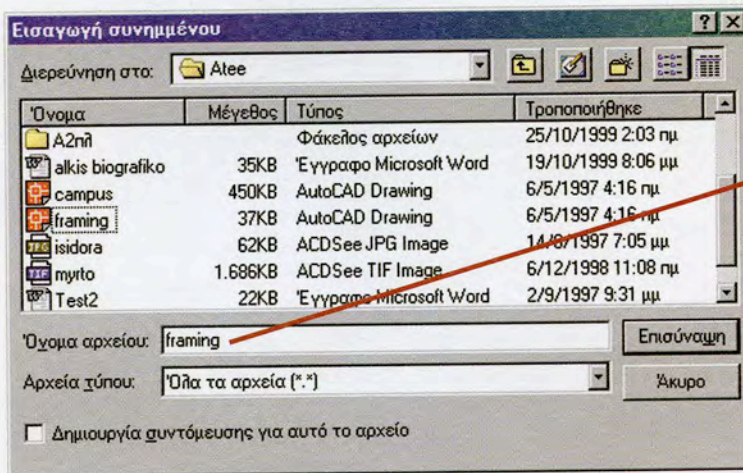 Εισαγωγή συνημμένου
Διερεύνηση στο: Atee
Όνομα Μέγεθος Τύπος Τροποποιήθηκε
Α2πλ Φάκελος αρχείων 25/10/1999 2:03 πμ
alkis biografiko 35KB Έγγραφο Microsoft Word 19/10/1999 8:06 μμ
campus 450KB AutoCAD Drawing 6/5/1997 4:16 πμ
framing 37KB AutoCAD Drawing 6/5/1997 4:16 πμ
isidora 62KB ACDSee JPG Image 14/8/1997 7:05 μμ
myrto 1.686KB ACDSee TIF Image 6/12/1998 11:08 πμ
Test2 22KB Έγγραφο Microsoft Word 2/9/1997 9:31 μμ
Όνομα αρχείου: framing Επισύναψη
Αρχεία τύπου: Όλα τα αρχεία (*.*) Άκυρο
Δημιουργία συντόμευσης για αυτό το αρχείο